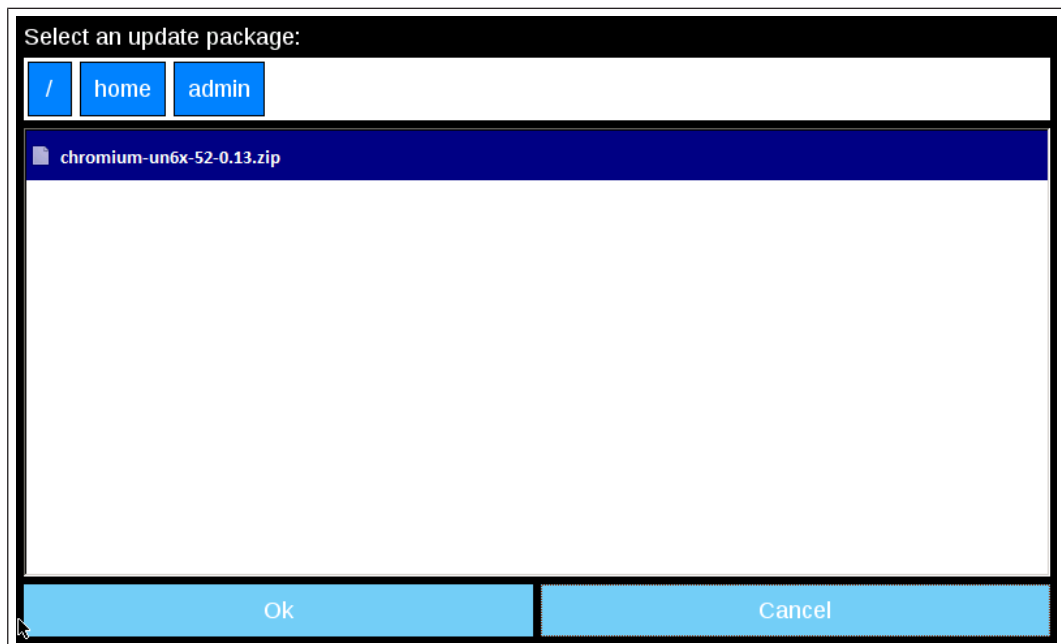 Select an update package:
/ home admin
chromium-un6x-52-0.13.zip
Ok Cancel